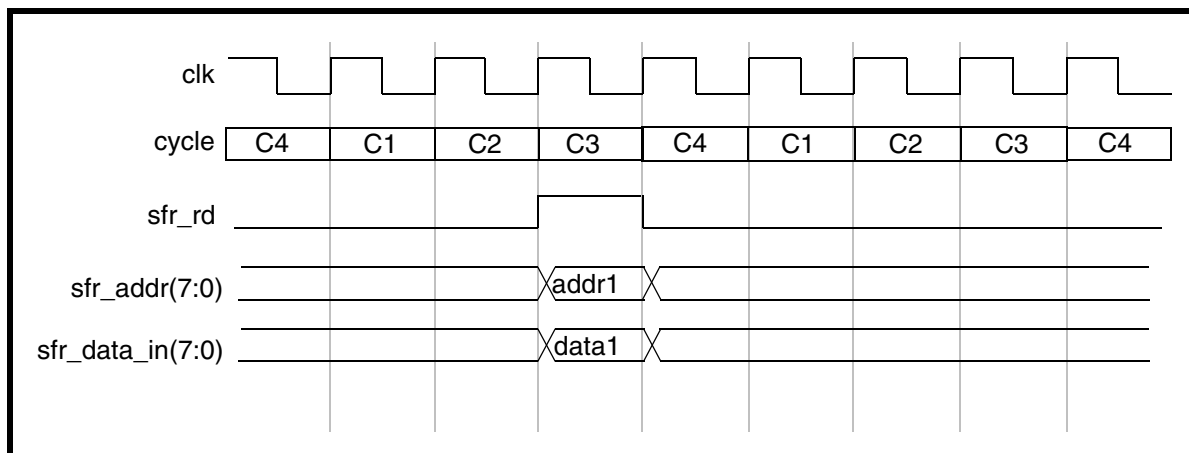 clk
cycle C4 C1 C2 C3 C4 C1 C2 C3 C4
sfr_rd
sfr_addr(7:0) addr1
sfr_data_in(7:0) data1